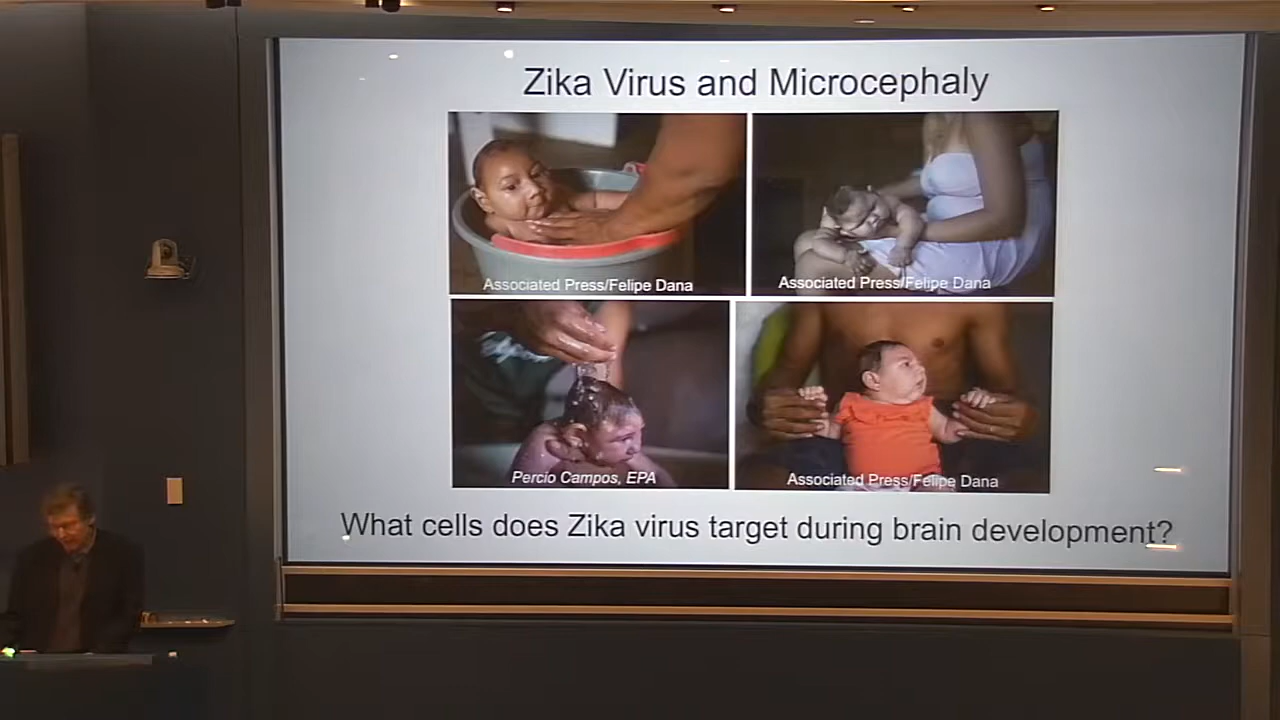 Zika Virus and Microcephaly
Associated Press/Felipe Dana
Associated Press/Felipe Dana
Percio Campos, EPA
Associated Press/Felipe Dana
What cells does Zika virus target during brain development?